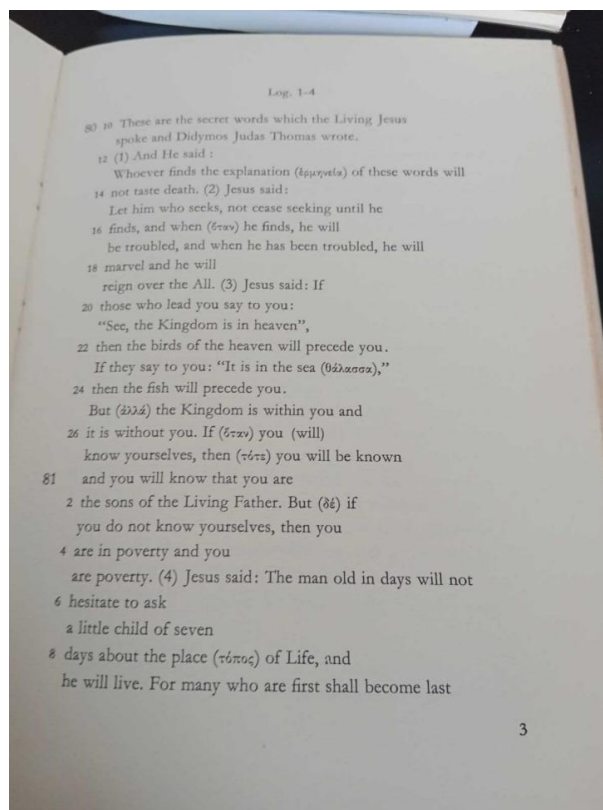 Log. 1-4
80 10 These are the secret words which the Living Jesus
spoke and Didymos Judas Thomas wrote.
12 (1) And He said :
Whoever finds the explanation (ἑρμηνεία) of these words will
14 not taste death. (2) Jesus said:
Let him who seeks, not cease seeking until he
16 finds, and when (ὅταν) he finds, he will
be troubled, and when he has been troubled, he will
18 marvel and he will
reign over the All. (3) Jesus said: If
20 those who lead you say to you:
“See, the Kingdom is in heaven”,
22 then the birds of the heaven will precede you.
If they say to you: “It is in the sea (θάλασσα),”
24 then the fish will precede you.
But (ἀλλά) the Kingdom is within you and
26 it is without you. If (ὅταν) you (will)
know yourselves, then (τότε) you will be known
81 and you will know that you are
2 the sons of the Living Father. But (δέ) if
you do not know yourselves, then you
4 are in poverty and you
are poverty. (4) Jesus said: The man old in days will not
6 hesitate to ask
a little child of seven
8 days about the place (τόπος) of Life, and
he will live. For many who are first shall become last
3